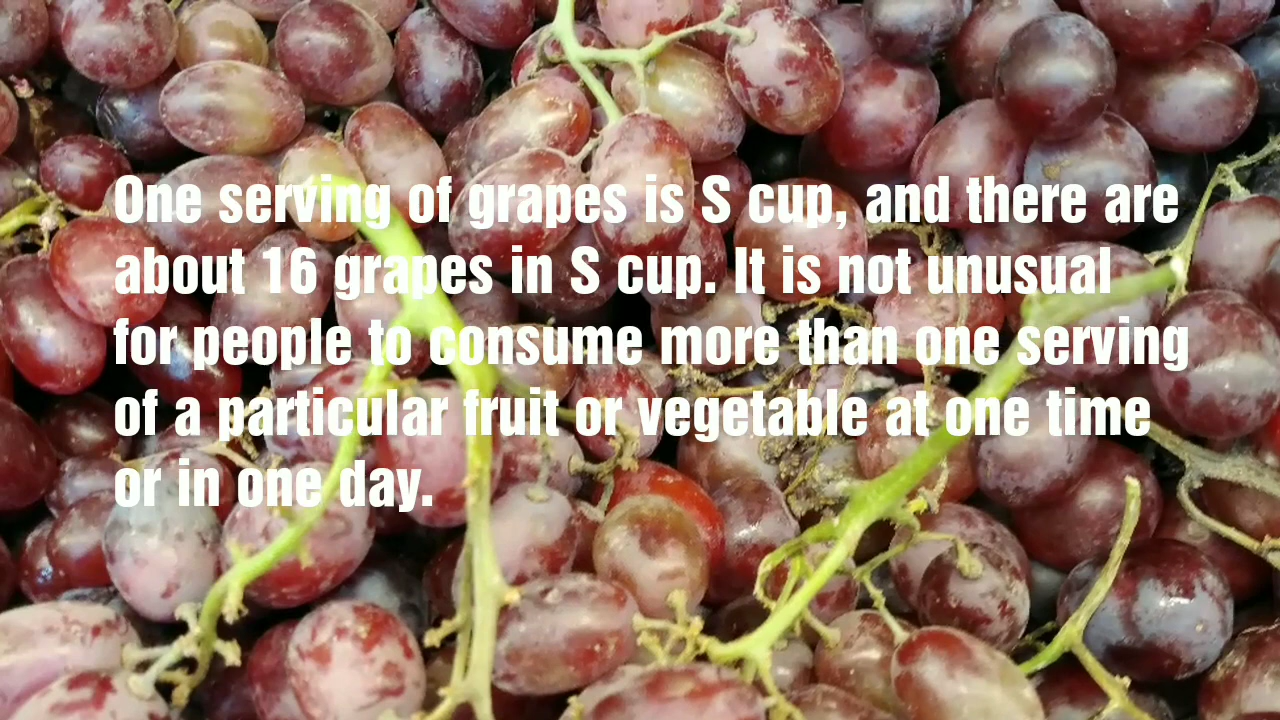 One serving of grapes is S cup, and there are
about 16 grapes in S cup. It is not unusual
for people to consume more than one serving
of a particular fruit or vegetable at one time
or in one day.